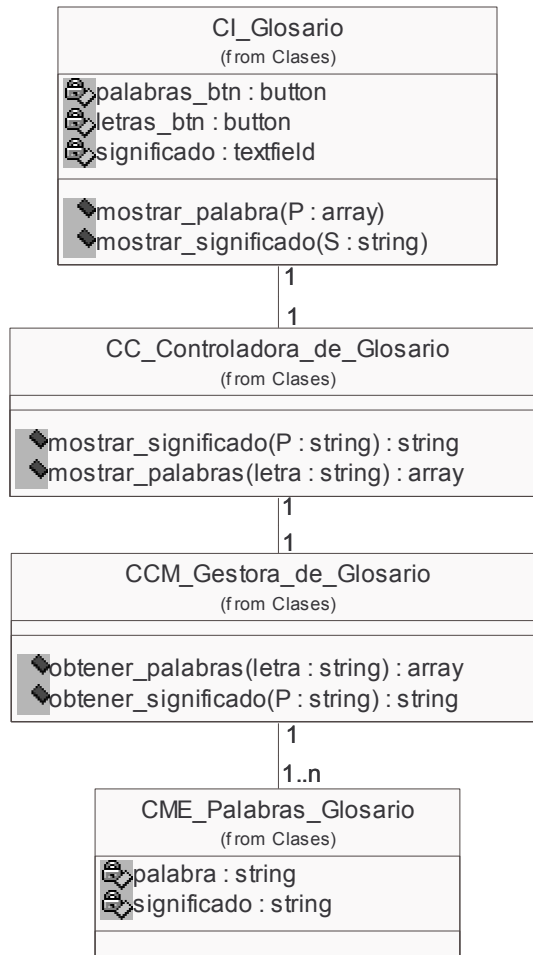 CI_Glosario
(from Clases)
palabras_btn : button
letras_btn : button
significado : textfield
mostrar_palabra(P : array)
mostrar_significado(S : string)
1
1
CC_Controladora_de_Glosario
(from Clases)
mostrar_significado(P : string) : string
mostrar_palabras(letra : string) : array
1
1
CCM_Gestora_de_Glosario
(from Clases)
obtener_palabras(letra : string) : array
obtener_significado(P : string) : string
1
1..n
CME_Palabras_Glosario
(from Clases)
palabra : string
significado : string